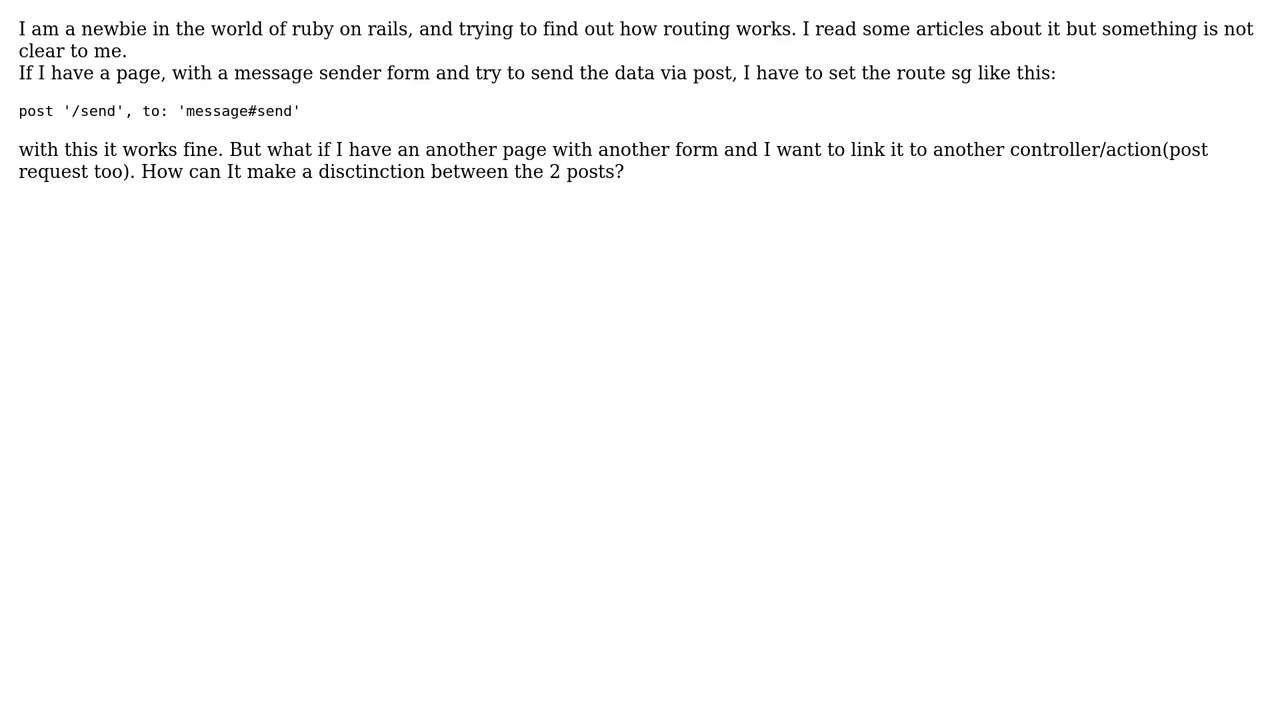 I am a newbie in the world of ruby on rails, and trying to find out how routing works. I read some articles about it but something is not
clear to me.
If I have a page, with a message sender form and try to send the data via post, I have to set the route sg like this:
post '/send', to: 'message#send'
with this it works fine. But what if I have an another page with another form and I want to link it to another controller/action(post
request too). How can It make a disctinction between the 2 posts?